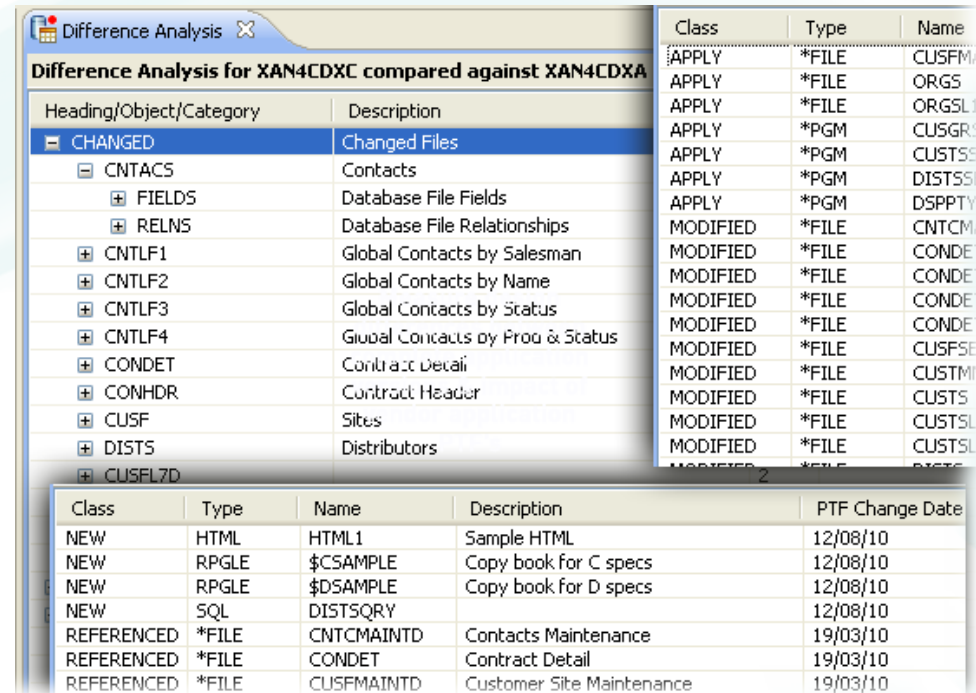 Difference Analysis
Difference Analysis for XAN4CDXC compared against XAN4CDXA
Heading/Object/Category Description
CHANGED Changed Files
CNTACS Contacts
FIELDS Database File Fields
RELNS Database File Relationships
CNTLF1 Global Contacts by Salesman
CNTLF2 Global Contacts by Name
CNTLF3 Global Contacts by Status
CNTLF4 Global Contacts by Prod & Status
CONDET Contract Detail
CONHDR Contract Header
CUSF Sites
DISTS Distributors
CUSFL7D 2
Class Type Name
APPLY *FILE
APPLY *FILE ORGS
APPLY *FILE
APPLY *PGM
APPLY *PGM
APPLY *PGM
APPLY *PGM
MODIFIED *FILE
MODIFIED *FILE
MODIFIED *FILE
MODIFIED *FILE
MODIFIED *FILE
MODIFIED *FILE
MODIFIED *FILE
MODIFIED *FILE CUSTS
MODIFIED *FILE
MODIFIED *FILE
Class Type Name Description PTF Change Date
NEW HTML HTML1 Sample HTML 12/08/10
NEW RPGLE $CSAMPLE Copy book for C specs 12/08/10
NEW RPGLE $DSAMPLE Copy book for D specs 12/08/10
NEW SQL DISTSQRY 12/08/10
REFERENCED *FILE CNTCMAINTD Contacts Maintenance 19/03/10
REFERENCED *FILE CONDET Contract Detail 19/03/10
REFERENCED *FILE CUSFMAINTD Customer Site Maintenance 19/03/10